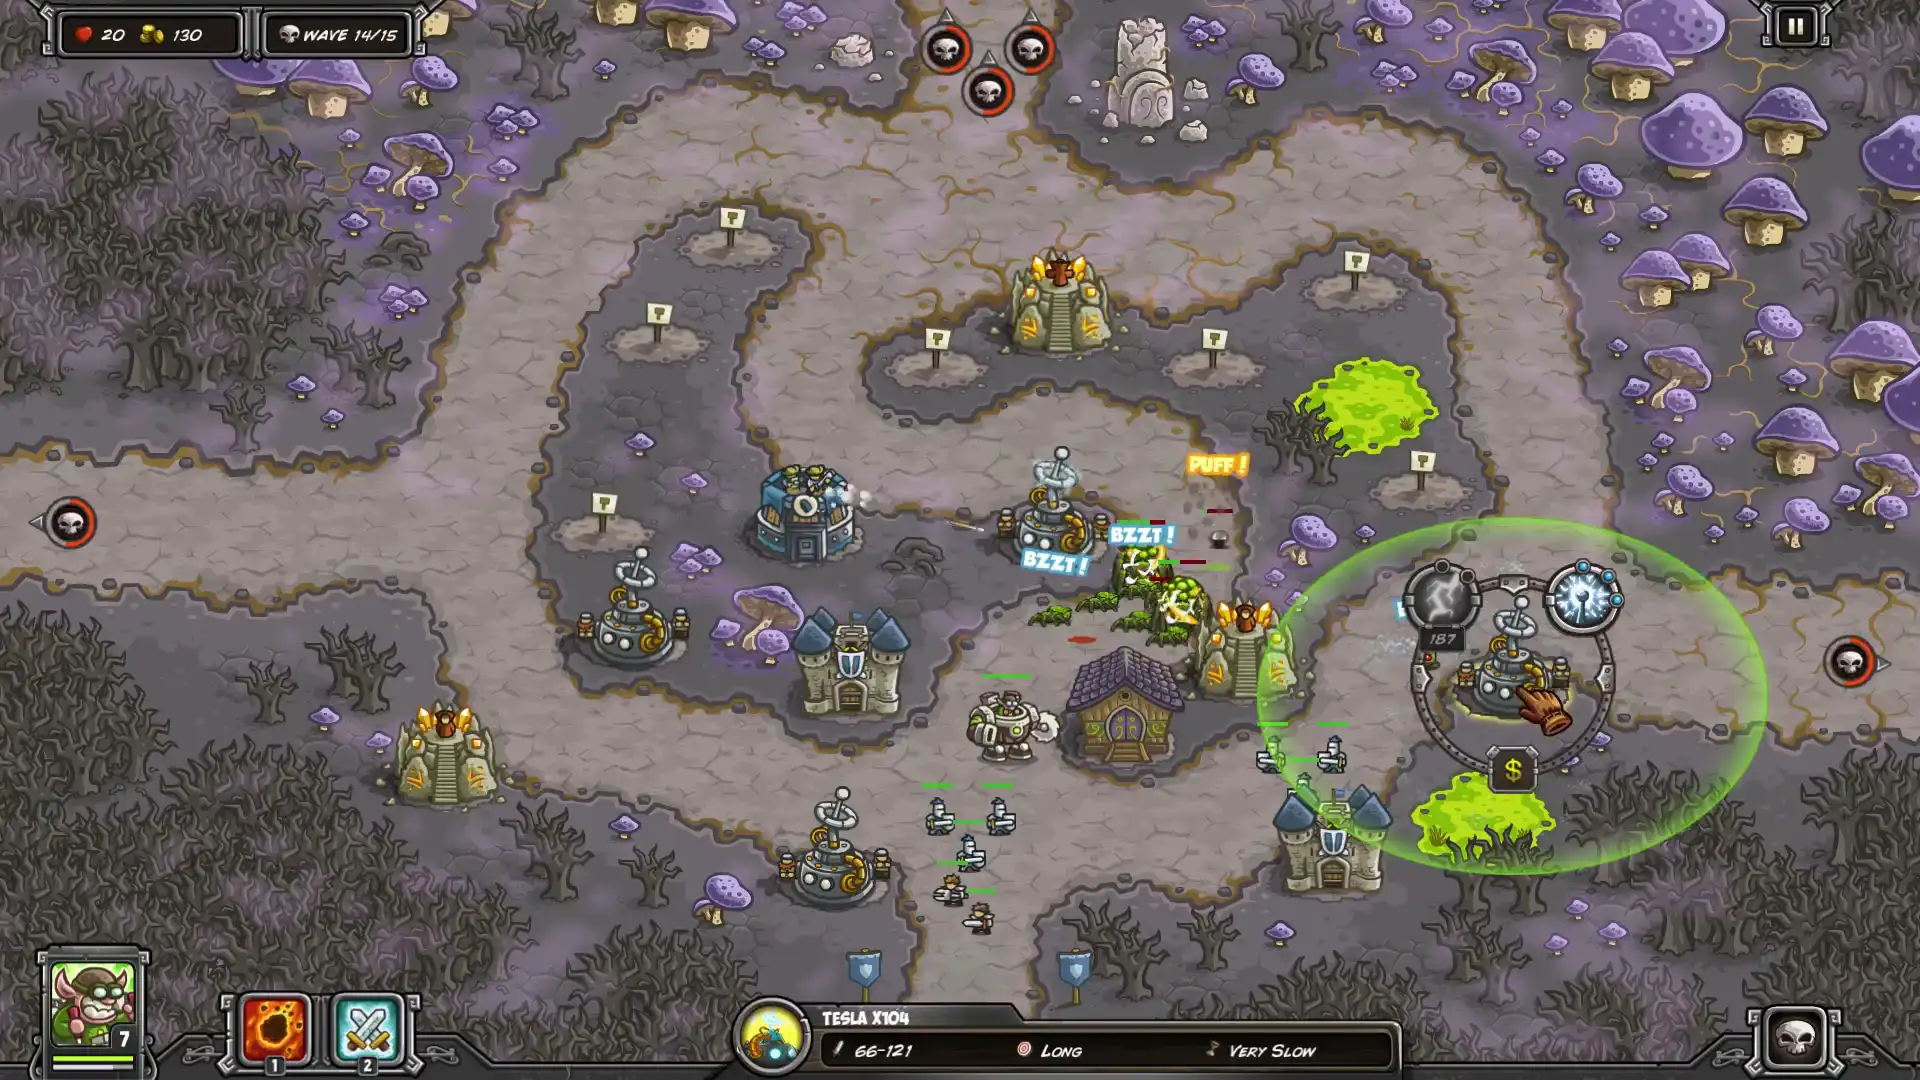 20 130 WAVE 14/15
PUFF !
BZZT !
BZZT !
187
$
7
1
2
TESLA X104
66-121 LONG VERY SLOW